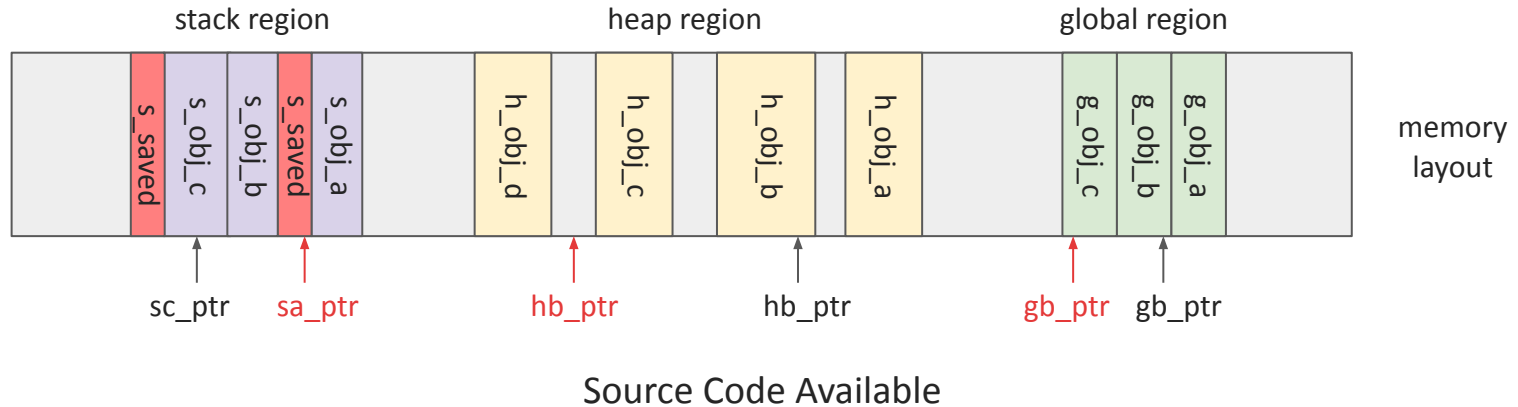 stack region
heap region
global region
s_saved
s_obj_c
s_obj_b
s_saved
s_obj_a
h_obj_d
h_obj_c
h_obj_b
h_obj_a
g_obj_c
g_obj_b
g_obj_a
memory
layout
sc_ptr
sa_ptr
hb_ptr
hb_ptr
gb_ptr
gb_ptr
Source Code Available